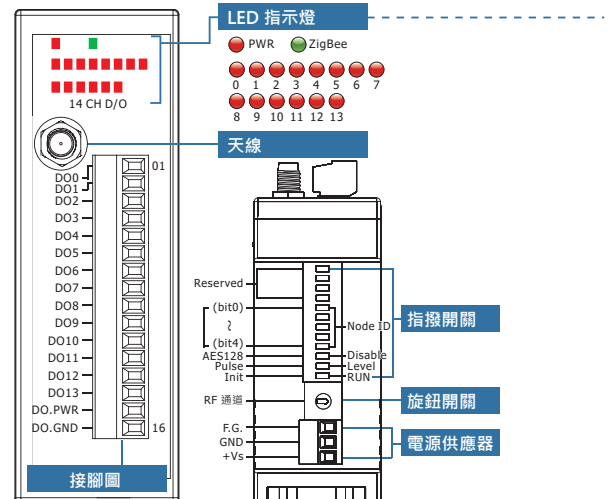 LED 指示燈
PWR ZigBee
0 1 2 3 4 5 6 7
8 9 10 11 12 13
14 CH D/O
天線
01
DO0
DO1
DO2
DO3
DO4
DO5
DO6
DO7
DO8
DO9
DO10
DO11
DO12
DO13
DO.PWR
DO.GND 16
接腳圖
Reserved
(bit0)
~
Node ID
(bit4)
AES128 Disable
Pulse Level
Init RUN
指撥開關
RF 通道
旋鈕開關
F.G.
GND
+Vs
電源供應器